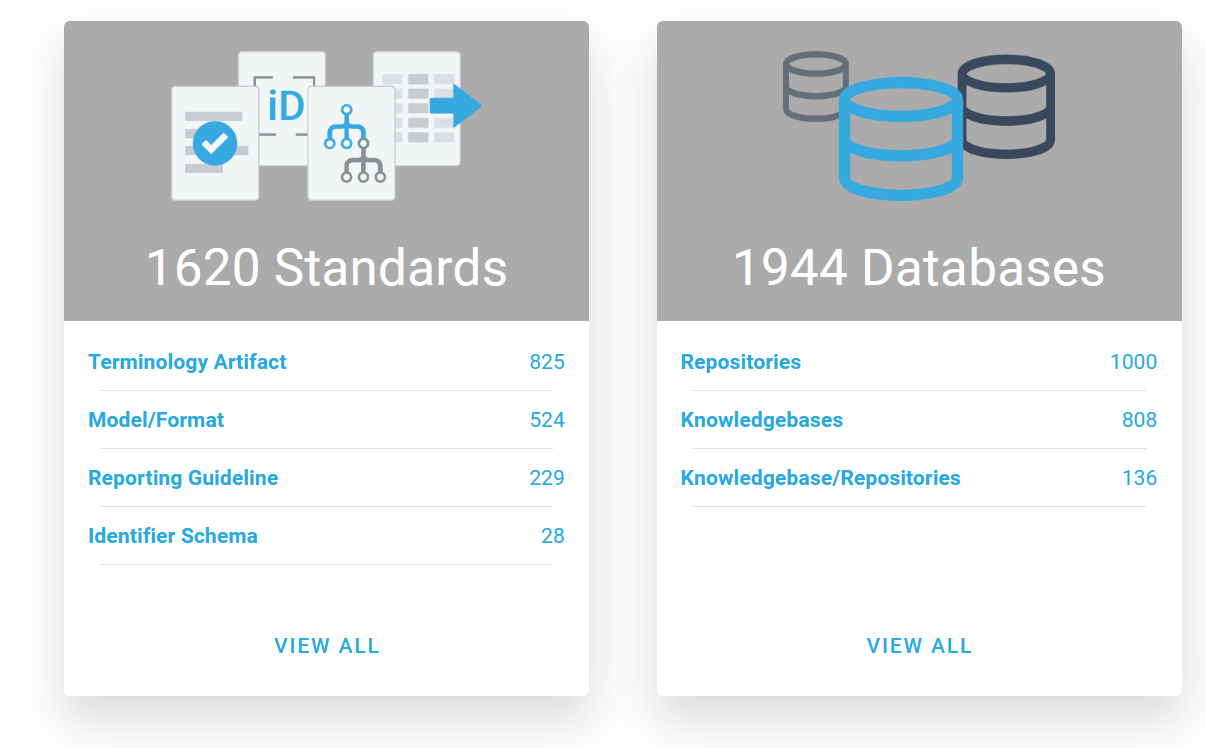 iD
1620 Standards
Terminology Artifact 825
Model/Format 524
Reporting Guideline 229
Identifier Schema 28
VIEW ALL
1944 Databases
Repositories 1000
Knowledgebases 808
Knowledgebase/Repositories 136
VIEW ALL